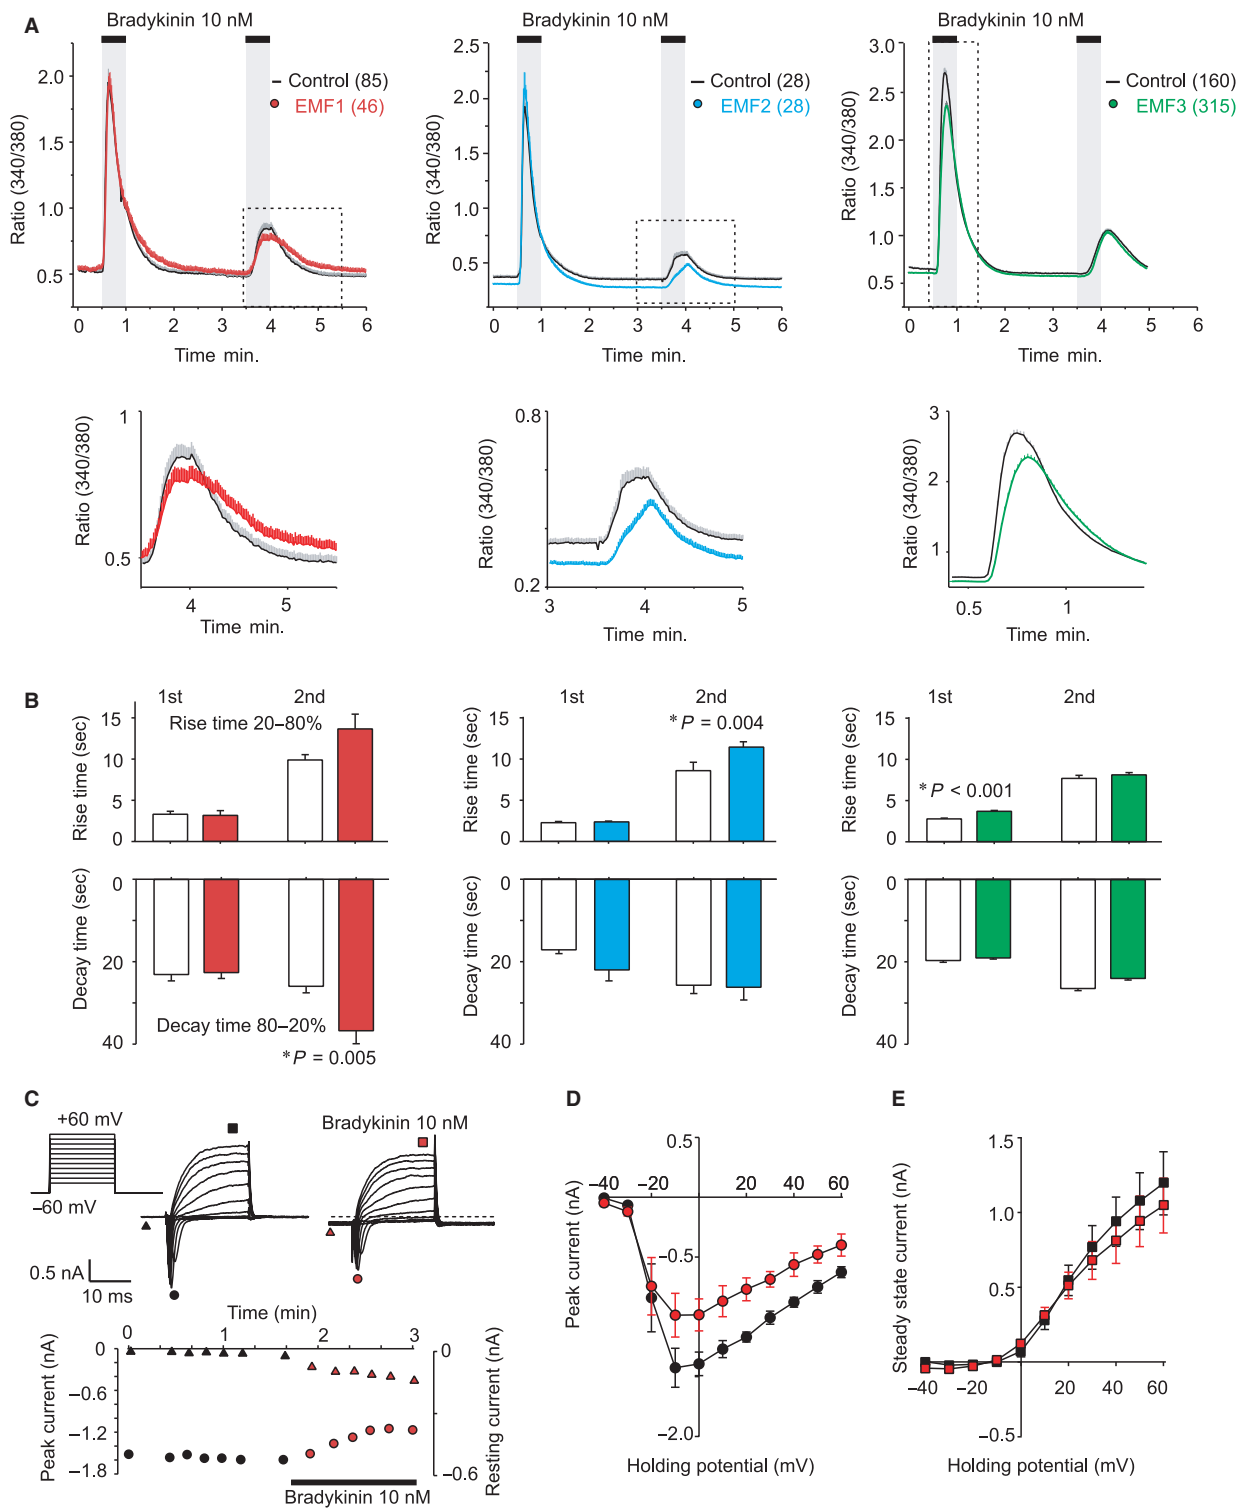 A
Bradykinin 10 nM
Bradykinin 10 nM
Bradykinin 10 nM
Ratio (340/380)
2.0
1.5
1.0
0.5
Control (85)
EMF1 (46)
0 1 2 3 4 5 6
Time min.
Ratio (340/380)
2.5
2.0
1.5
1.0
0.5
Control (28)
EMF2 (28)
0 1 2 3 4 5 6
Time min.
Ratio (340/380)
3.0
2.5
2.0
1.5
1.0
0.5
Control (160)
EMF3 (315)
0 1 2 3 4 5 6
Time min.
Ratio (340/380)
1
0.5
4 5
Time min.
Ratio (340/380)
0.8
0.2
3 4 5
Time min.
Ratio (340/380)
3
2
1
0.5 1
Time min.
B
1st 2nd
Rise time (sec)
15
10
5
0
Rise time 20–80%
Decay time (sec)
0
20
40
Decay time 80–20%
*P = 0.005
1st 2nd
Rise time (sec)
15
10
5
0
*P = 0.004
Decay time (sec)
0
20
40
1st 2nd
Rise time (sec)
15
10
5
0
*P < 0.001
Decay time (sec)
0
20
40
C
+60 mV
–60 mV
Bradykinin 10 nM
0.5 nA
10 ms
Time (min)
0 1 2 3
Peak current (nA)
0
–0.6
–1.2
–1.8
Resting current (nA)
0
–0.6
Bradykinin 10 nM
D
Peak current (nA)
0.5
–40 –20 20 40 60
–0.5
–2.0
Holding potential (mV)
E
Steady state current (nA)
1.5
1.0
0.5
–40 –20 0 20 40 60
–0.5
Holding potential (mV)